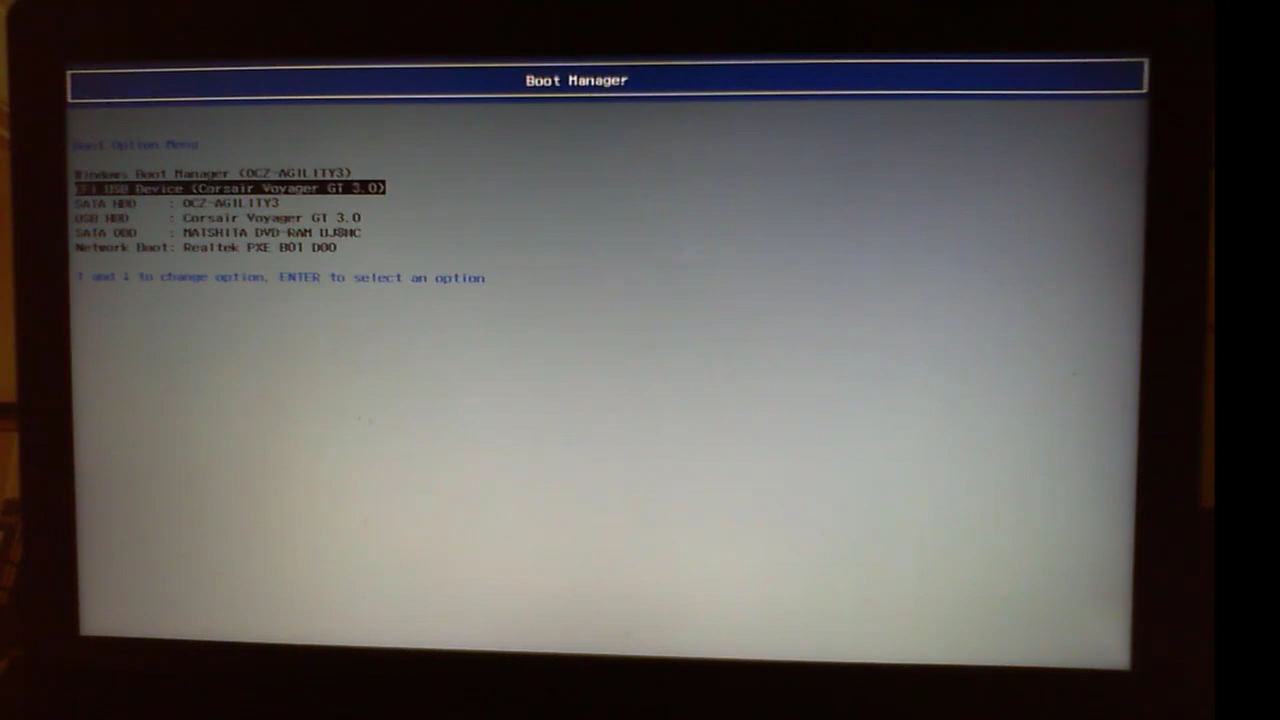 Boot Manager
Boot Option Menu
Windows Boot Manager (OCZ-AGILITY3)
EFI USB Device (Corsair Voyager GT 3.0)
SATA HDD : OCZ-AGILITY3
USB HDD : Corsair Voyager GT 3.0
SATA ODD : MATSHITA DVD-RAM UJ8HC
Network Boot: Realtek PXE B01 D00
↑ and ↓ to change option, ENTER to select an option